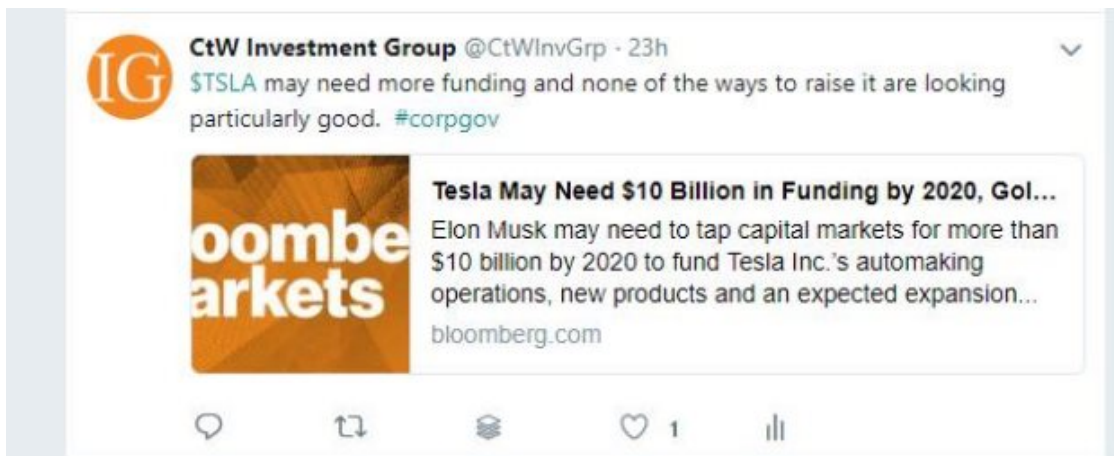 IG
CtW Investment Group @CtWInvGrp · 23h
$TSLA may need more funding and none of the ways to raise it are looking
particularly good. #corpgov
oombe
arkets
Tesla May Need $10 Billion in Funding by 2020, Gol...
Elon Musk may need to tap capital markets for more than
$10 billion by 2020 to fund Tesla Inc.'s automaking
operations, new products and an expected expansion...
bloomberg.com
1